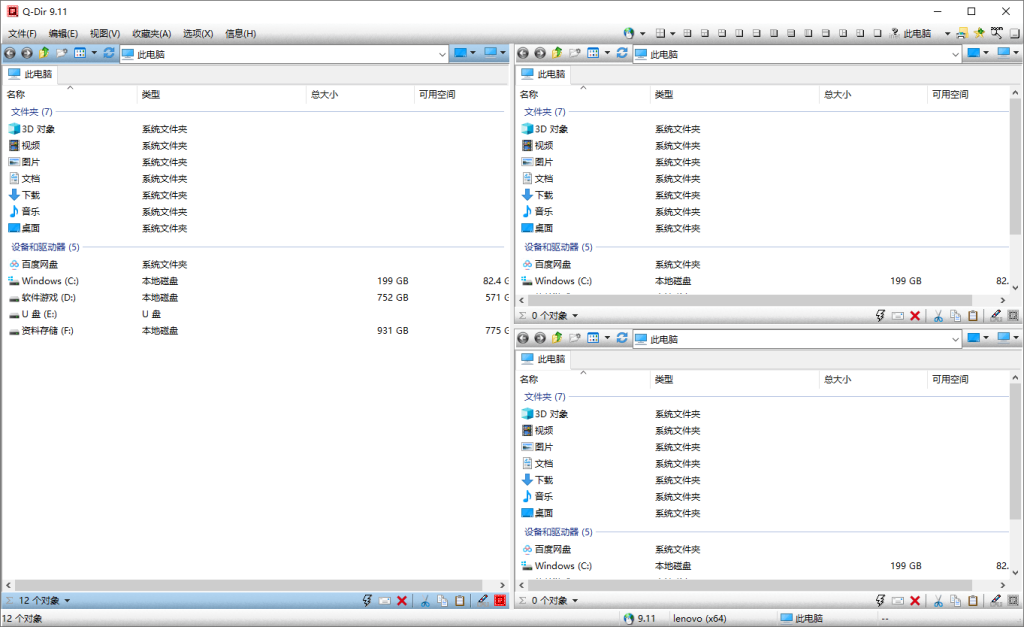 Q-Dir 9.11
文件(F) 编辑(E) 视图(V) 收藏夹(A) 选项(X) 信息(H) 此电脑
此电脑
此电脑
名称 类型 总大小 可用空间
文件夹 (7)
3D 对象 系统文件夹
视频 系统文件夹
图片 系统文件夹
文档 系统文件夹
下载 系统文件夹
音乐 系统文件夹
桌面 系统文件夹
设备和驱动器 (5)
百度网盘 系统文件夹
Windows (C:) 本地磁盘 199 GB 82.4 G
软件游戏 (D:) 本地磁盘 752 GB 571 G
U 盘 (E:) U 盘
资料存储 (F:) 本地磁盘 931 GB 775 G
12 个对象
此电脑
此电脑
名称 类型 总大小 可用空间
文件夹 (7)
3D 对象 系统文件夹
视频 系统文件夹
图片 系统文件夹
文档 系统文件夹
下载 系统文件夹
音乐 系统文件夹
桌面 系统文件夹
设备和驱动器 (5)
百度网盘 系统文件夹
Windows (C:) 本地磁盘 199 GB 82.
0 个对象
此电脑
此电脑
名称 类型 总大小 可用空间
文件夹 (7)
3D 对象 系统文件夹
视频 系统文件夹
图片 系统文件夹
文档 系统文件夹
下载 系统文件夹
音乐 系统文件夹
桌面 系统文件夹
设备和驱动器 (5)
百度网盘 系统文件夹
Windows (C:) 本地磁盘 199 GB 82.
0 个对象
12 个对象 9.11 lenovo (x64) 此电脑 --